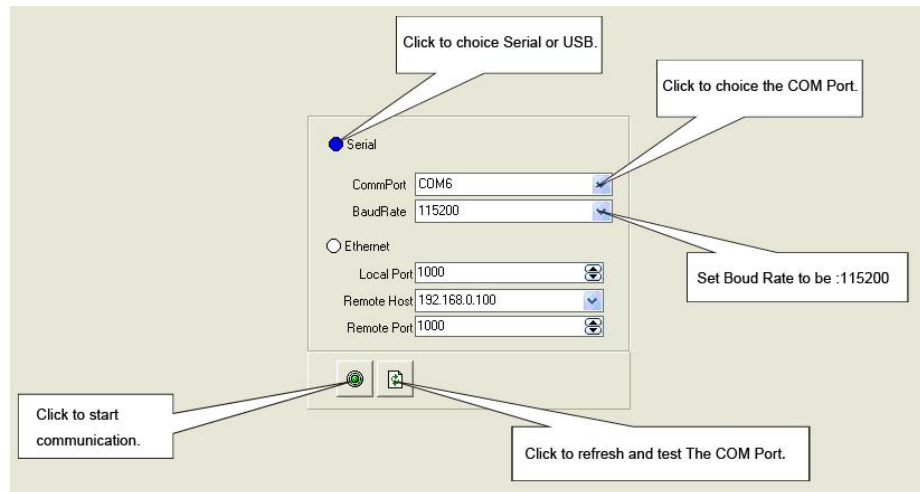 Click to choice Serial or USB.
Click to choice the COM Port.
Serial
CommPort COM6
BaudRate 115200
Ethernet
Local Port 1000
Remote Host 192.168.0.100
Remote Port 1000
Set Boud Rate to be :115200
Click to start
communication.
Click to refresh and test The COM Port.